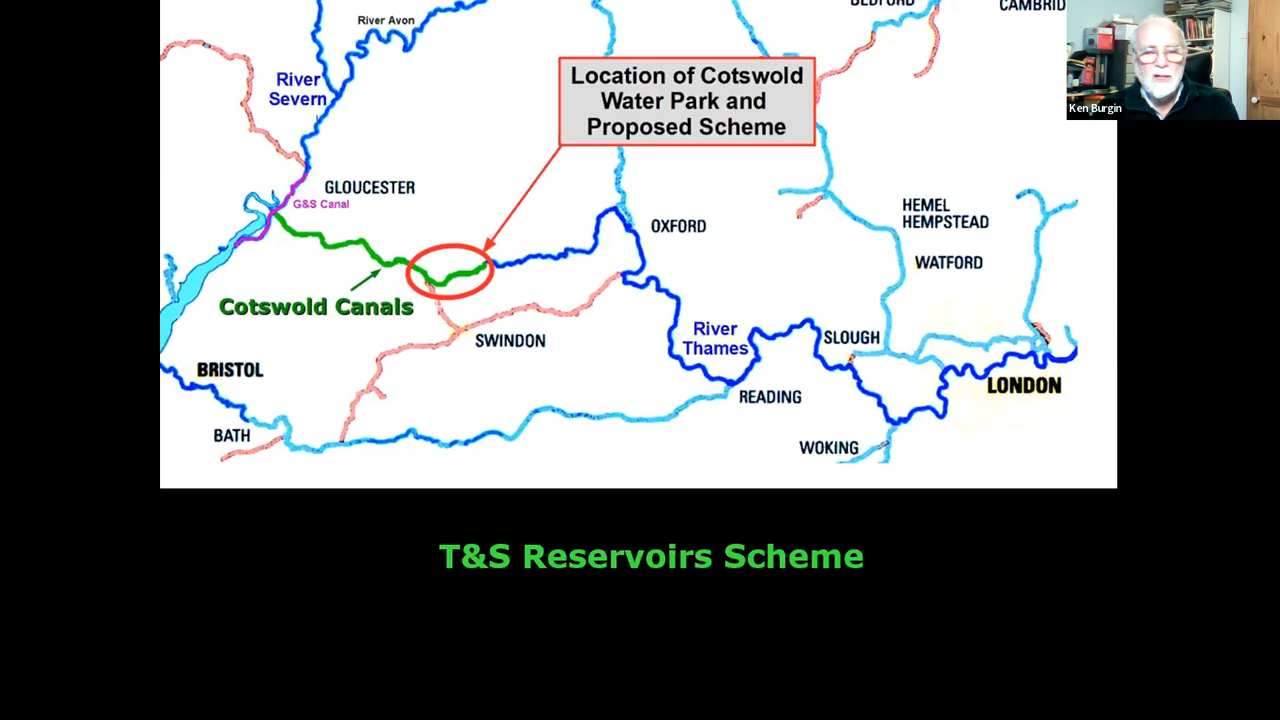 River Avon
BEDFORD
CAMBRID
River
Severn
Location of Cotswold
Water Park and
Proposed Scheme
Ken Burgin
GLOUCESTER
G&S Canal
HEMEL
HEMPSTEAD
OXFORD
WATFORD
Cotswold Canals
SWINDON
River
Thames
SLOUGH
BRISTOL
LONDON
READING
BATH
WOKING
T&S Reservoirs Scheme